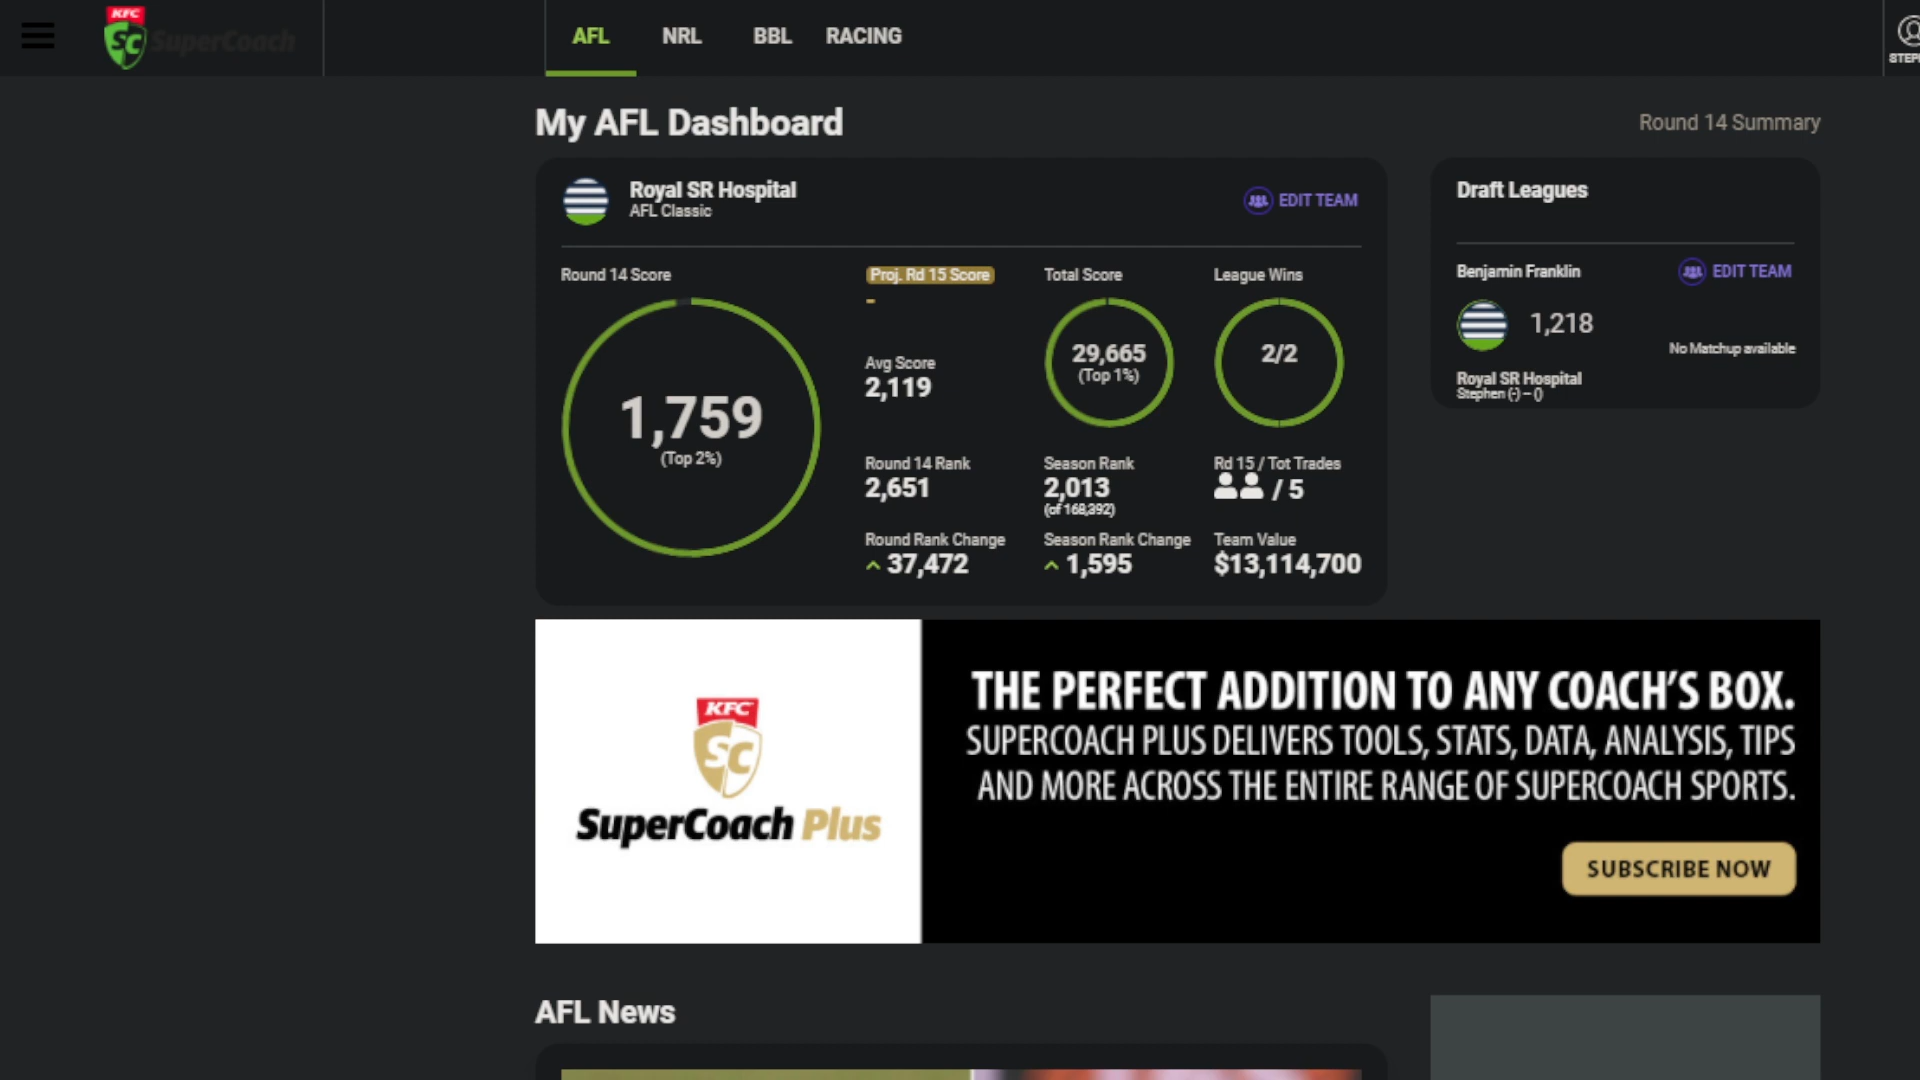 KFC
SC SuperCoach
AFL NRL BBL RACING
My AFL Dashboard
Round 14 Summary
Royal SR Hospital
AFL Classic
EDIT TEAM
Round 14 Score
1,759
(Top 2%)
Proj. Rd 15 Score
-
Avg Score
2,119
Total Score
29,665
(Top 1%)
League Wins
2/2
Round 14 Rank
2,651
Season Rank
2,013
(of 168,392)
Rd 15 / Tot Trades
/ 5
Round Rank Change
37,472
Season Rank Change
1,595
Team Value
$13,114,700
Draft Leagues
Benjamin Franklin
EDIT TEAM
1,218
No Matchup available
Royal SR Hospital
Stephen (-) – ()
KFC
SC
SuperCoach Plus
THE PERFECT ADDITION TO ANY COACH'S BOX.
SUPERCOACH PLUS DELIVERS TOOLS, STATS, DATA, ANALYSIS, TIPS
AND MORE ACROSS THE ENTIRE RANGE OF SUPERCOACH SPORTS.
SUBSCRIBE NOW
AFL News